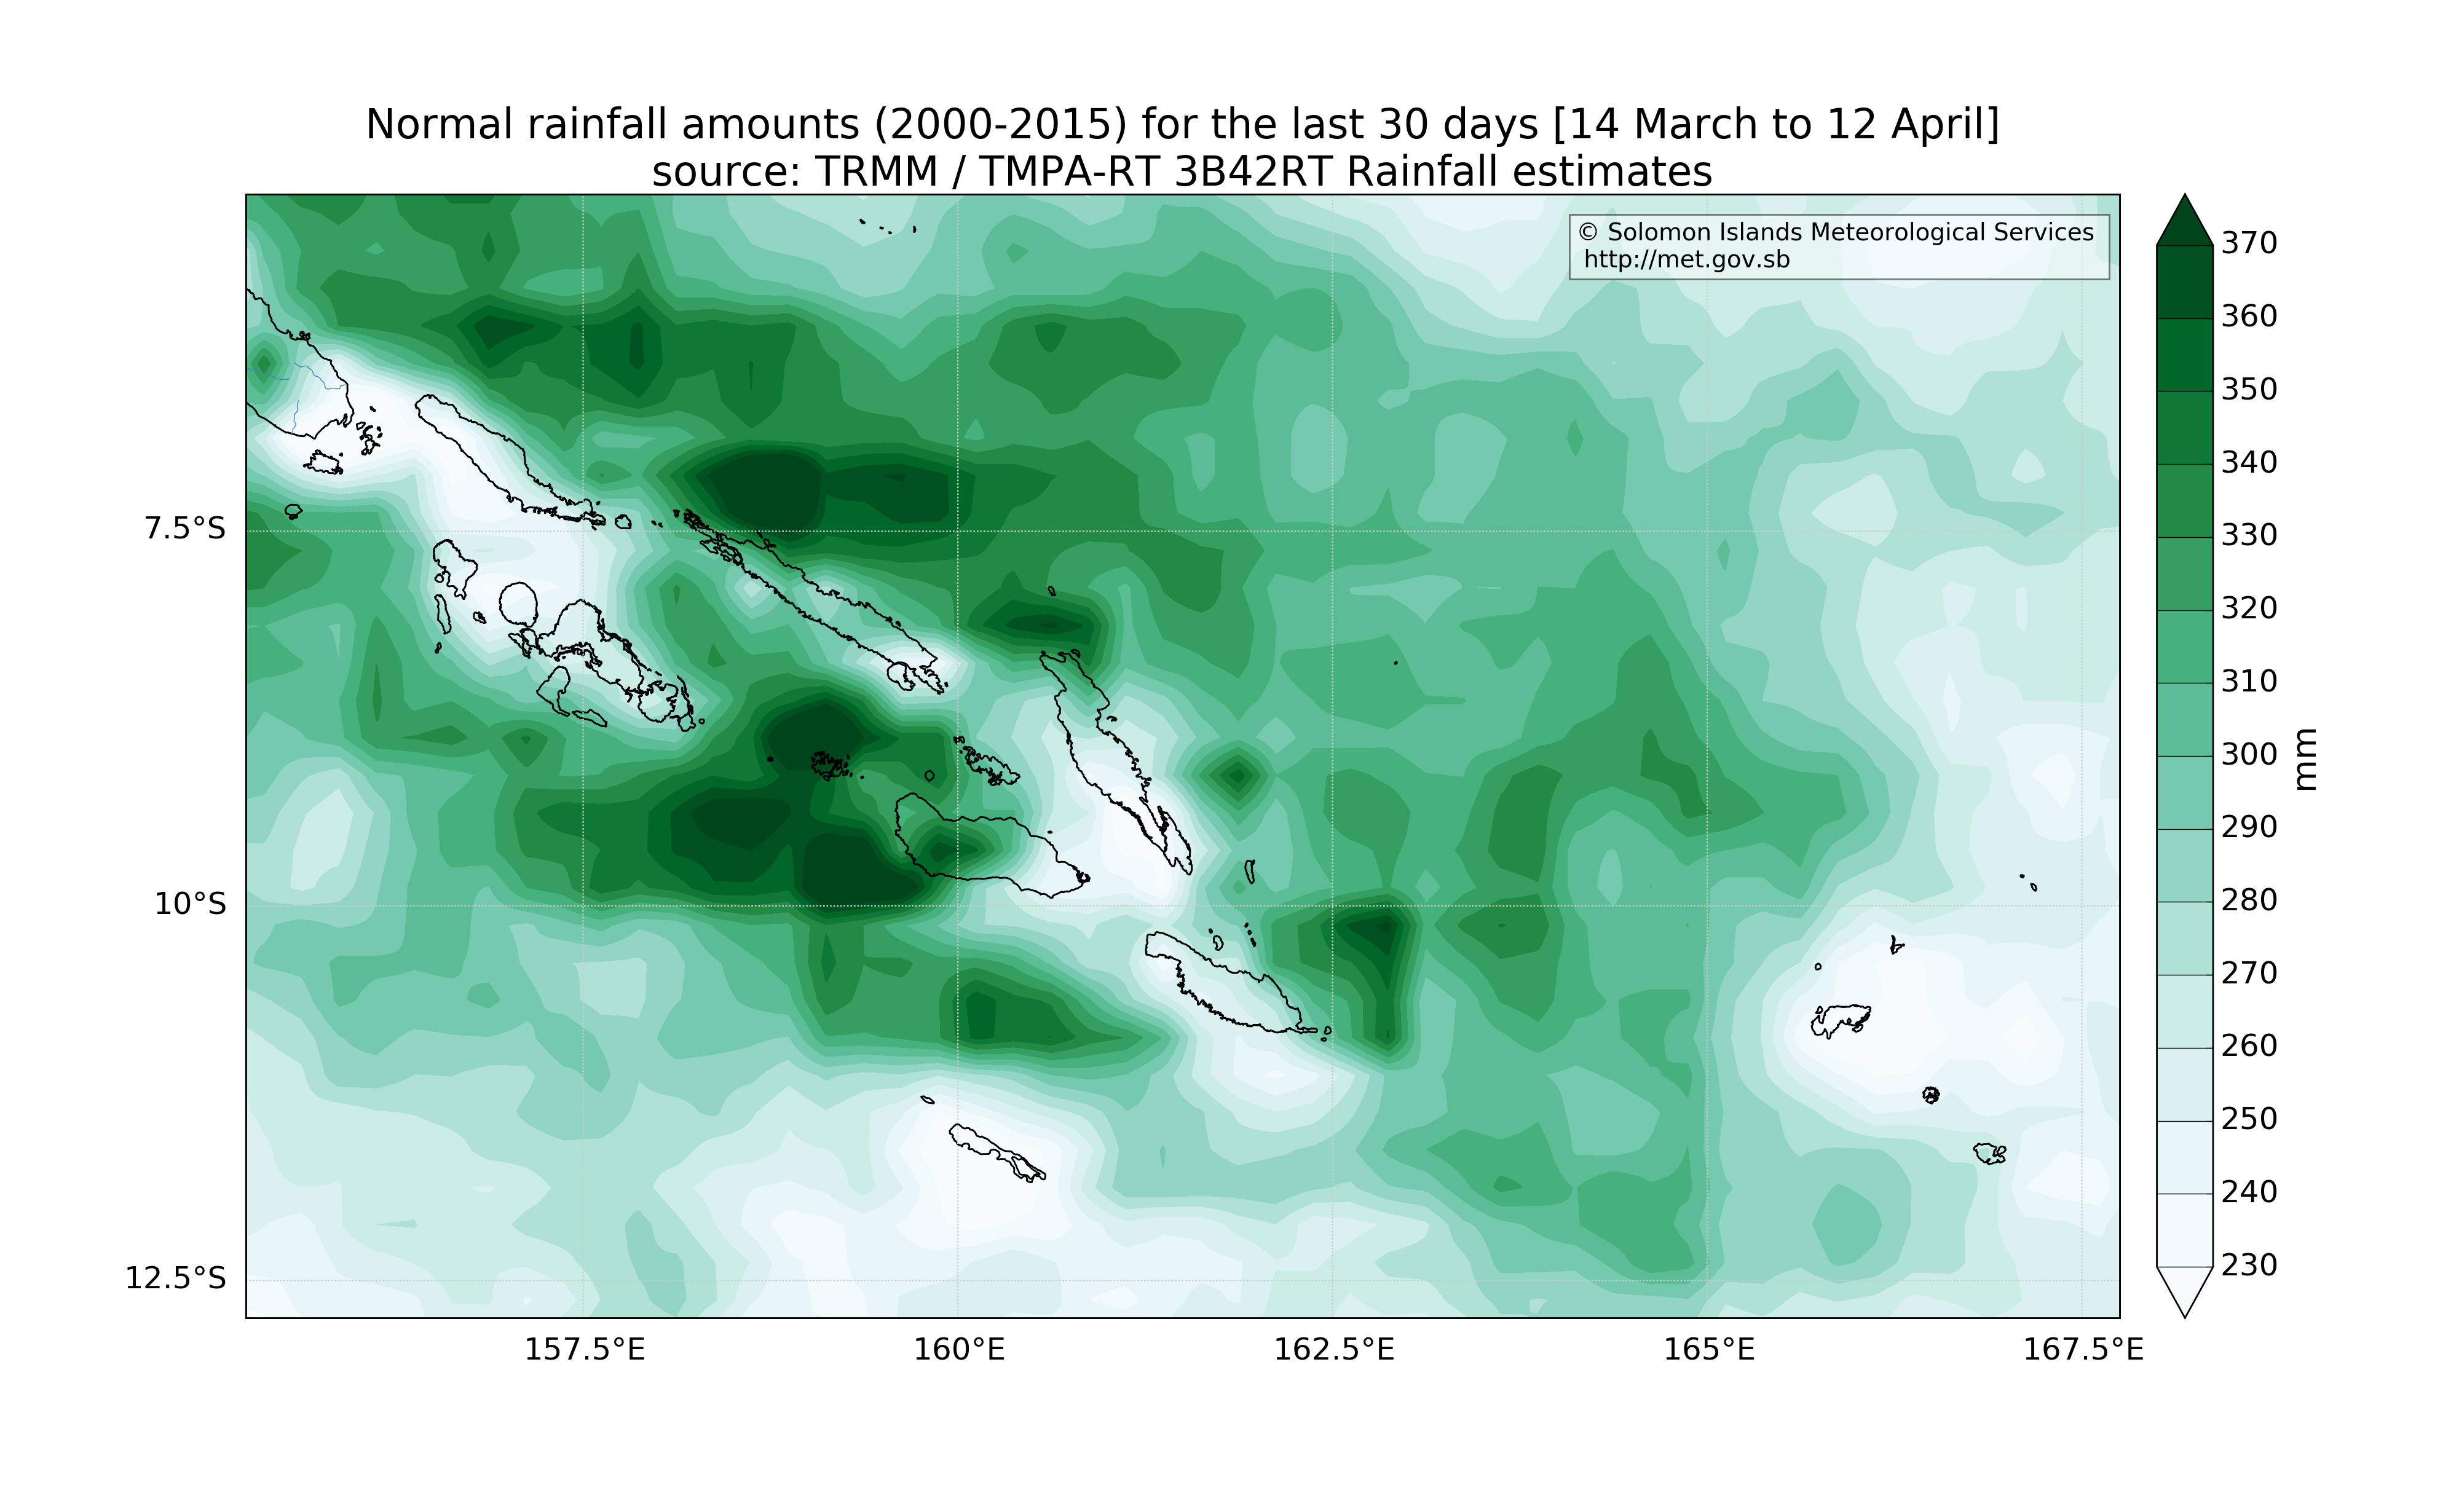 Normal rainfall amounts (2000-2015) for the last 30 days [14 March to 12 April]
source: TRMM / TMPA-RT 3B42RT Rainfall estimates
© Solomon Islands Meteorological Services
http://met.gov.sb
370
360
350
340
330
320
310
300
290
280
270
260
250
240
230
mm
7.5°S
10°S
12.5°S
157.5°E
160°E
162.5°E
165°E
167.5°E